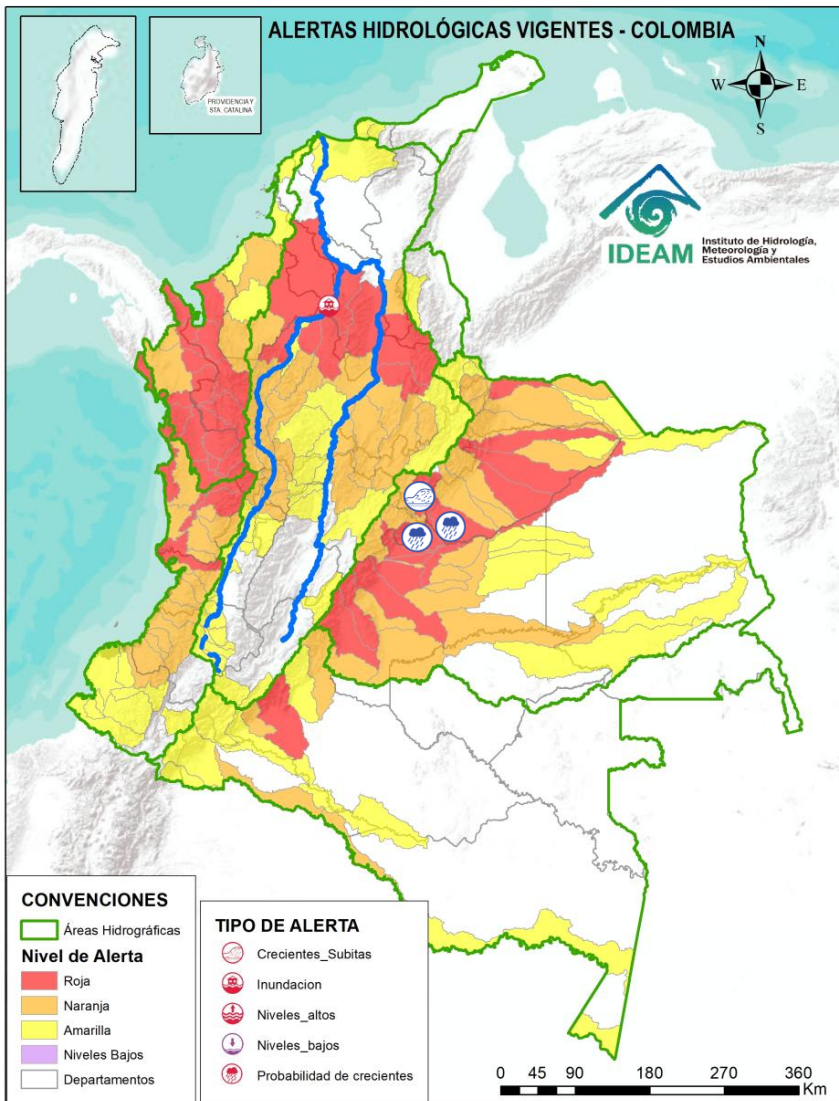 ALERTAS HIDROLÓGICAS VIGENTES - COLOMBIA
PROVIDENCIA Y
STA. CATALINA
N
W
E
S
IDEAM
Instituto de Hidrología,
Meteorología y
Estudios Ambientales
CONVENCIONES
Áreas Hidrográficas
Nivel de Alerta
Roja
Naranja
Amarilla
Niveles Bajos
Departamentos
TIPO DE ALERTA
Crecientes_Subitas
Inundacion
Niveles_altos
Niveles_bajos
Probabilidad de crecientes
0 45 90 180 270 360
Km